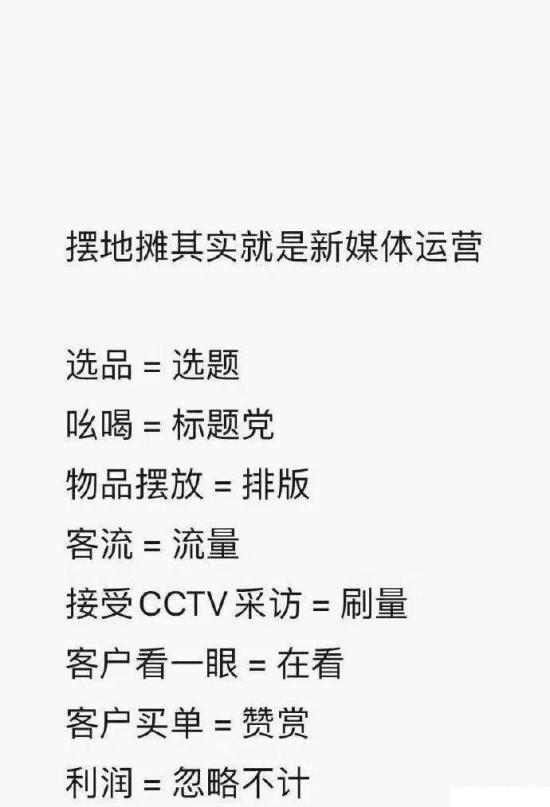 摆地摊其实就是新媒体运营
选品 = 选题
吆喝 = 标题党
物品摆放 = 排版
客流 = 流量
接受CCTV采访 = 刷量
客户看一眼 = 在看
客户买单 = 赞赏
利润 = 忽略不计